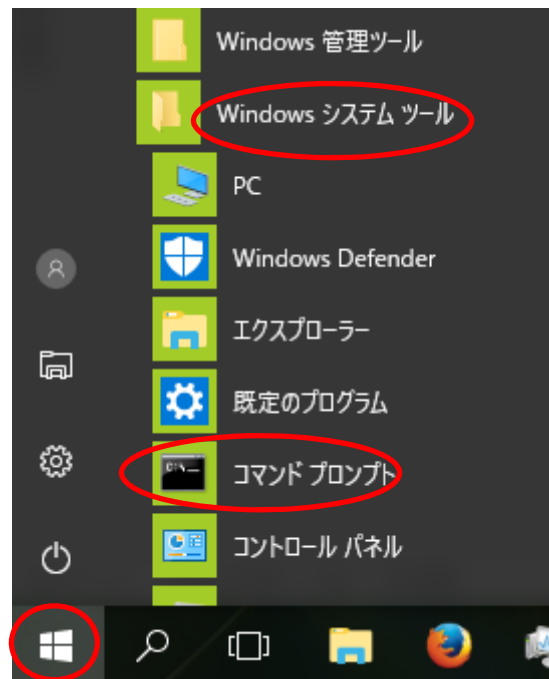 Windows 管理ツール
Windows システム ツール
PC
Windows Defender
エクスプローラー
既定のプログラム
コマンド プロンプト
コントロール パネル